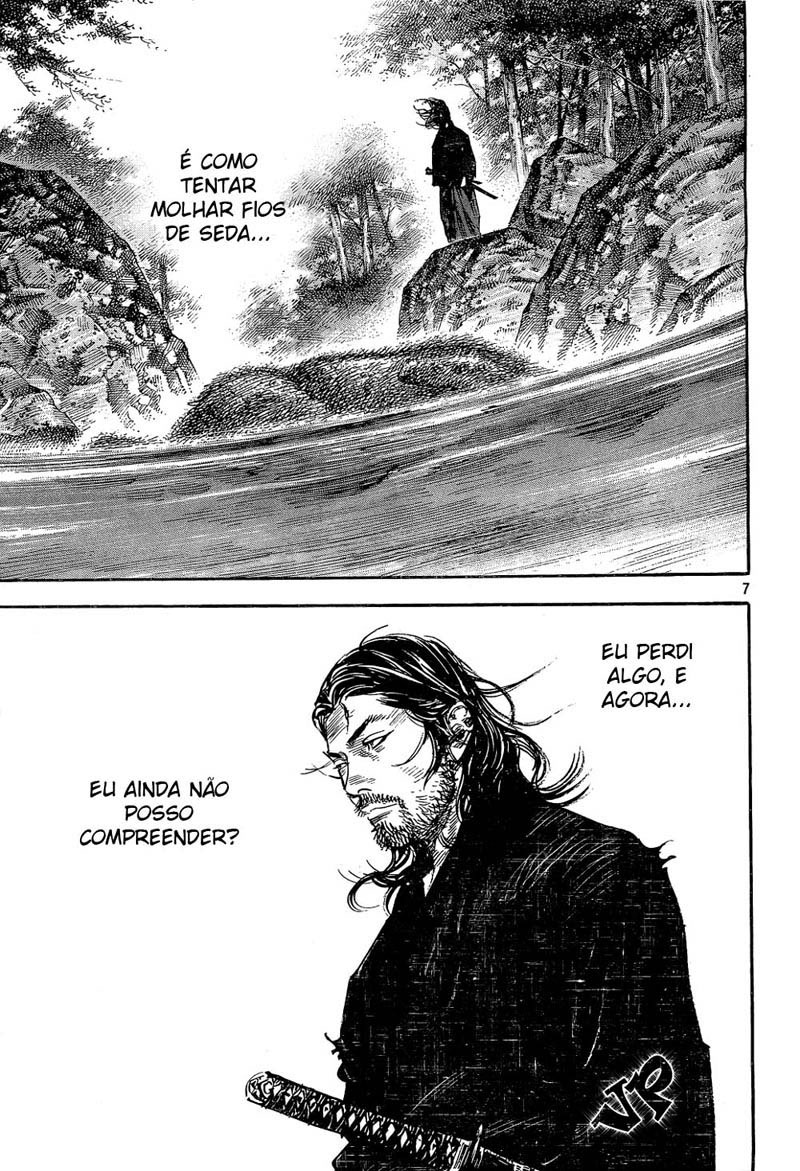 É COMO
TENTAR
MOLHAR FIOS
DE SEDA...
7
EU PERDI
ALGO, E
AGORA...
EU AINDA NÃO
POSSO
COMPREENDER?